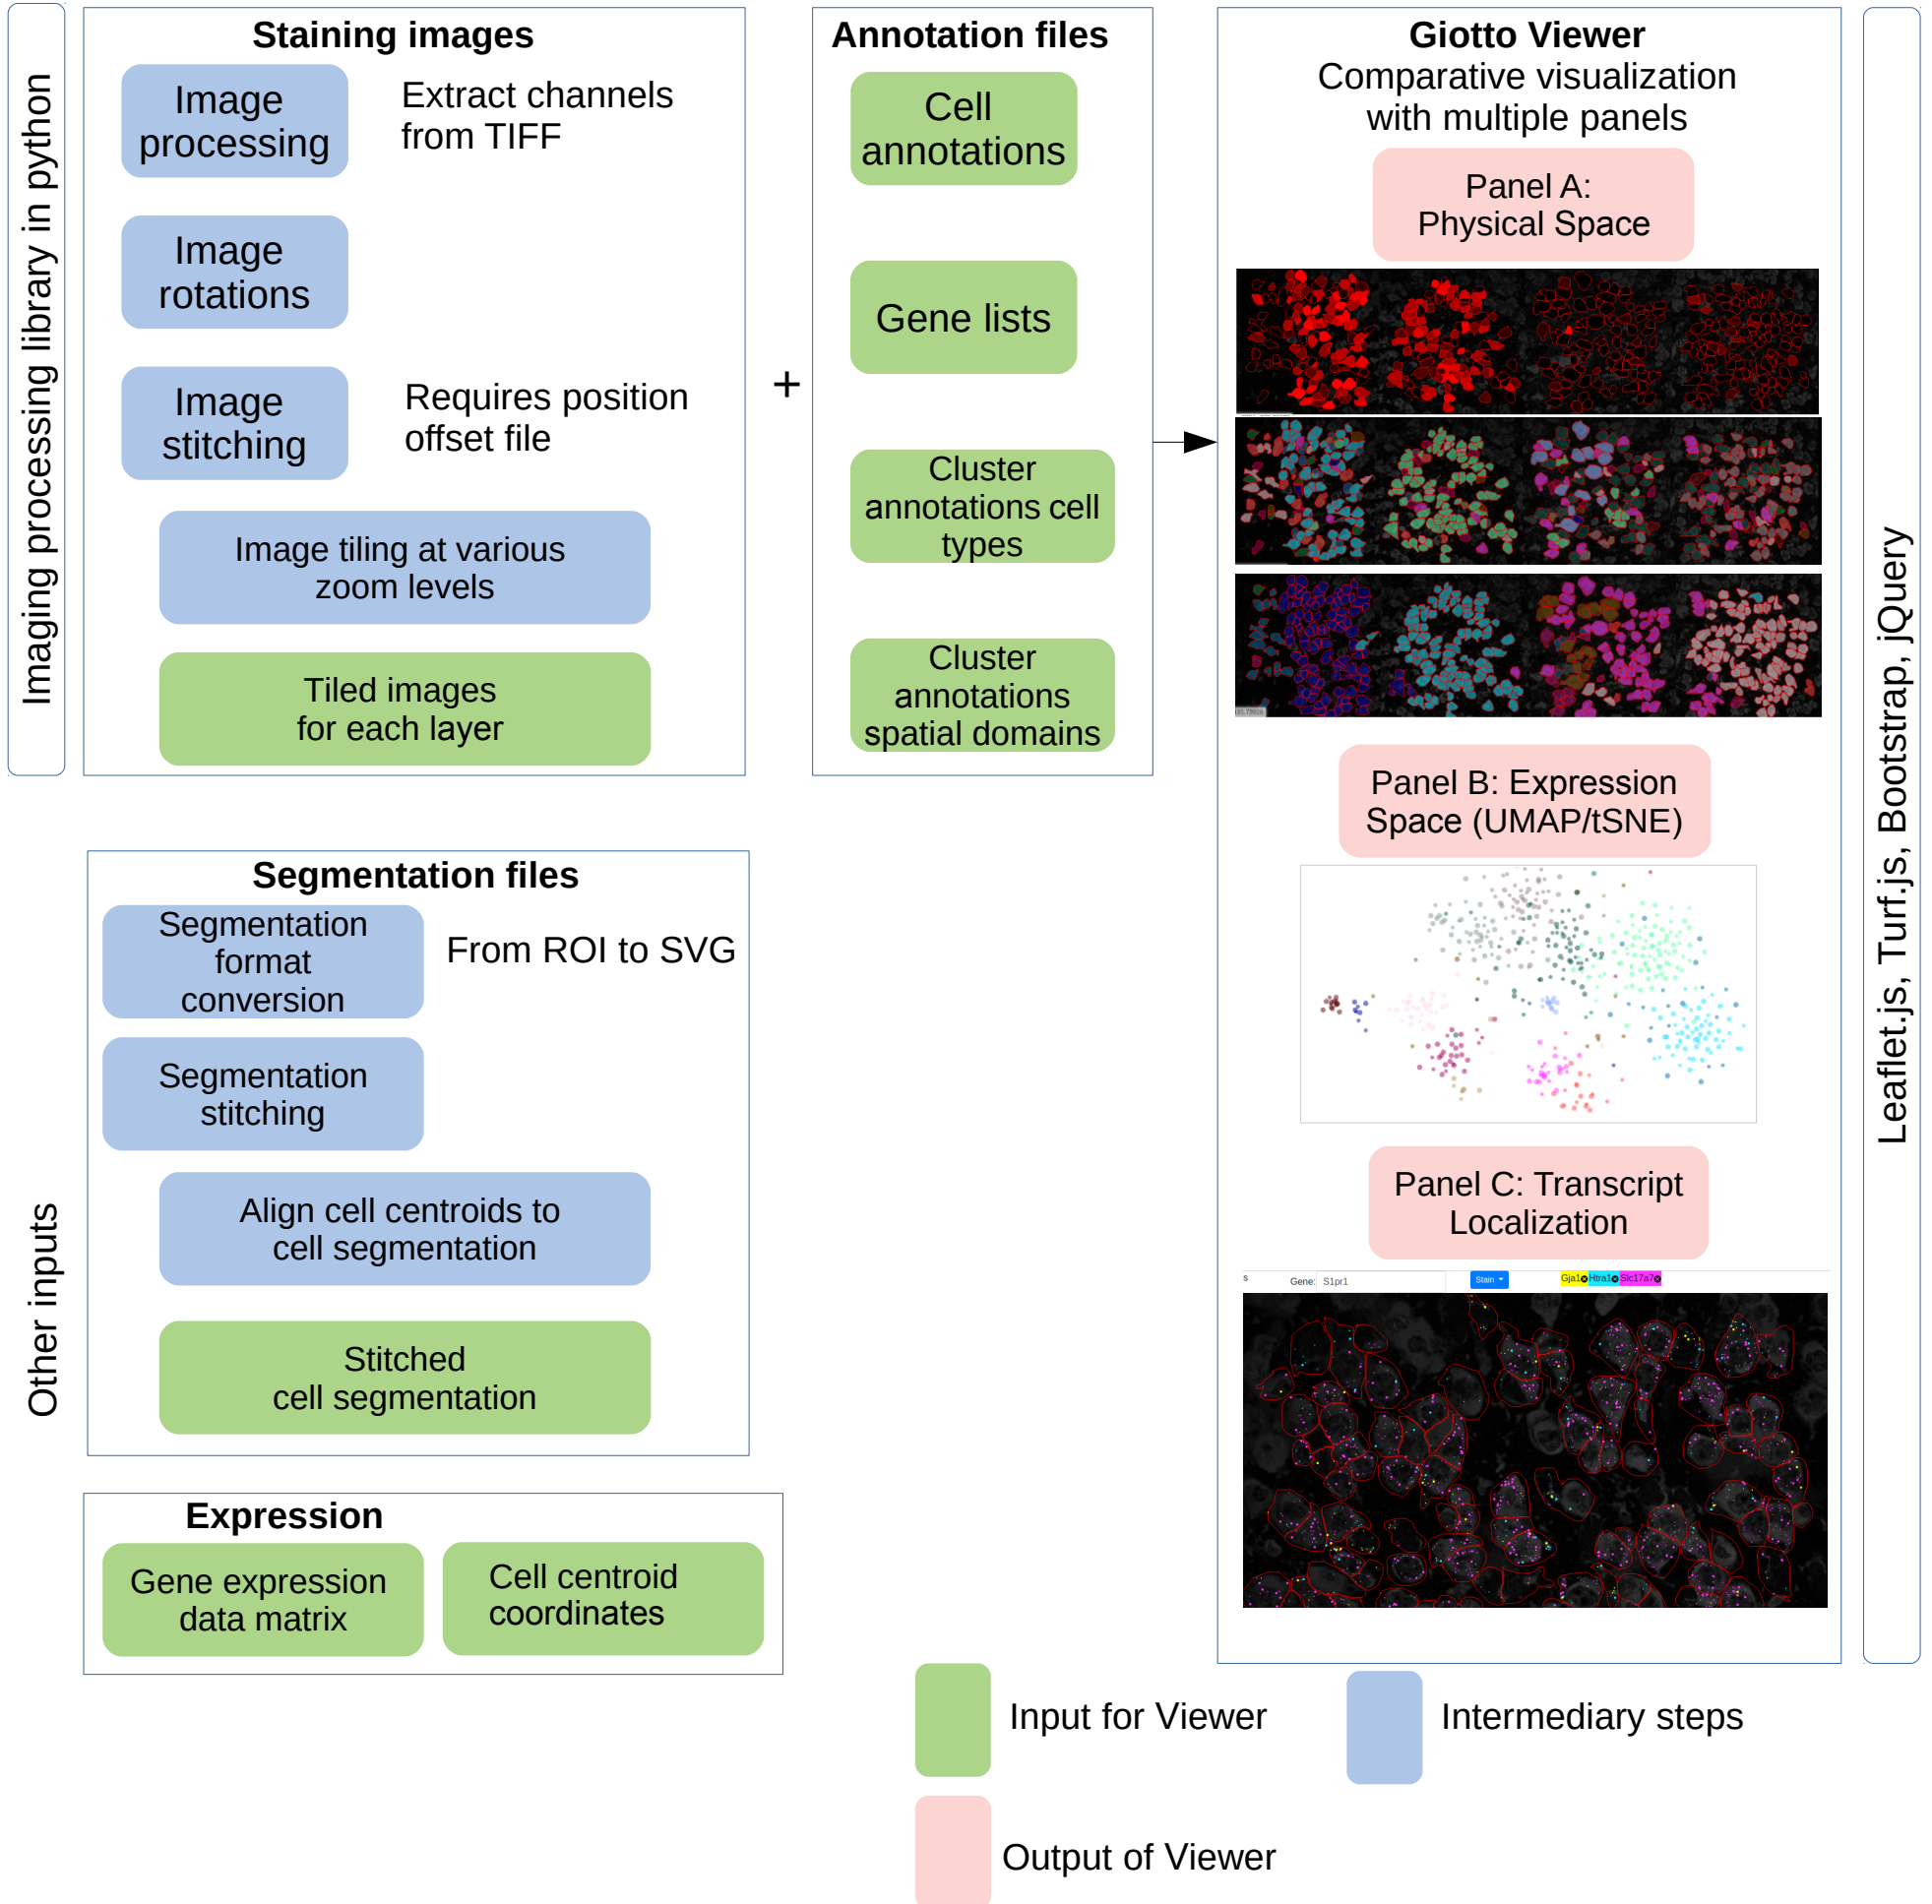 Imaging processing library in python
Staining images
Image
processing
Extract channels
from TIFF
Image
rotations
Image
stitching
Requires position
offset file
Image tiling at various
zoom levels
Tiled images
for each layer
+
Annotation files
Cell
annotations
Gene lists
Cluster
annotations cell
types
Cluster
annotations
spatial domains
Other inputs
Segmentation files
Segmentation
format
conversion
From ROI to SVG
Segmentation
stitching
Align cell centroids to
cell segmentation
Stitched
cell segmentation
Expression
Gene expression
data matrix
Cell centroid
coordinates
Giotto Viewer
Comparative visualization
with multiple panels
Panel A:
Physical Space
Panel B: Expression
Space (UMAP/tSNE)
Panel C: Transcript
Localization
s Gene: S1pr1 Stain Gja1 Htra1 Slc17a7
Leaflet.js, Turf.js, Bootstrap, jQuery
Input for Viewer
Intermediary steps
Output of Viewer